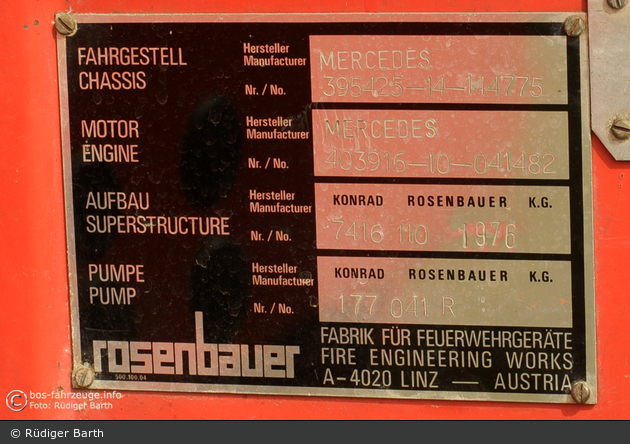 FAHRGESTELL
CHASSIS
Hersteller
Manufacturer
MERCEDES
Nr. / No.
395425-14-114775
MOTOR
ENGINE
Hersteller
Manufacturer
MERCEDES
Nr. / No.
403916-10-041482
AUFBAU
SUPERSTRUCTURE
Hersteller
Manufacturer
KONRAD ROSENBAUER K.G.
Nr. / No.
7416 110 1976
PUMPE
PUMP
Hersteller
Manufacturer
KONRAD ROSENBAUER K.G.
Nr. / No.
177 041 R
rosenbauer
500.100.04
FABRIK FÜR FEUERWEHRGERÄTE
FIRE ENGINEERING WORKS
A-4020 LINZ — AUSTRIA
© bos-fahrzeuge.info
Foto: Rüdiger Barth
© Rüdiger Barth